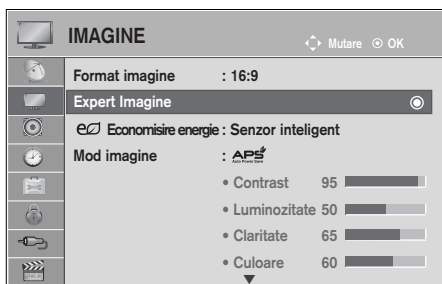 IMAGINE
Mutare OK
Format imagine : 16:9
Expert Imagine
Economisire energie : Senzor inteligent
Mod imagine : APS
• Contrast 95
• Luminozitate 50
• Claritate 65
• Culoare 60